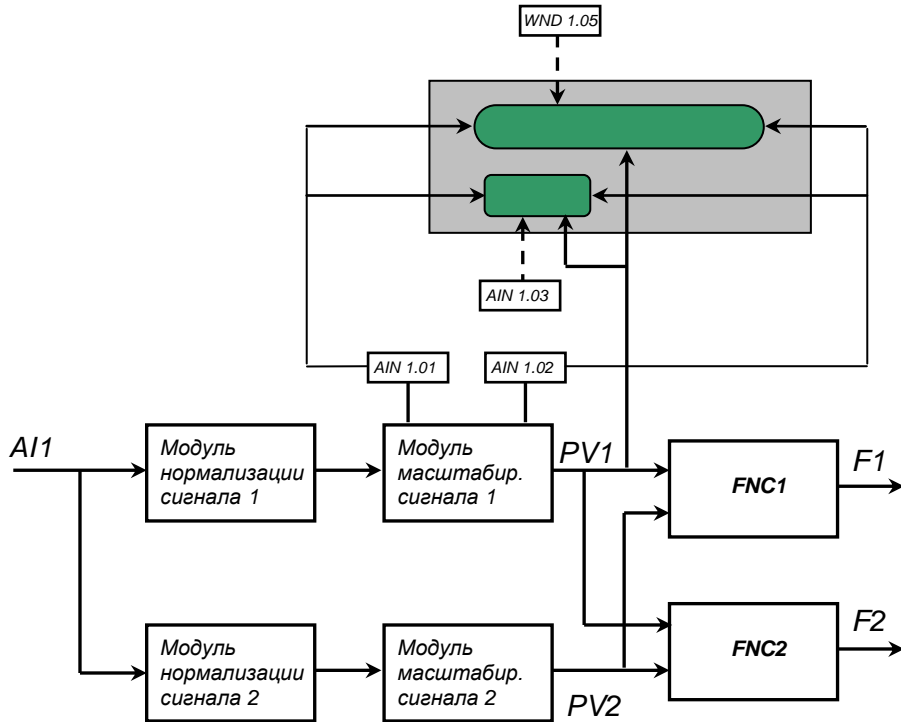 WND 1.05
AIN 1.03
AIN 1.01
AIN 1.02
AI1
Модуль
нормализации
сигнала 1
Модуль
масштабир.
сигнала 1
PV1
FNC1
F1
Модуль
нормализации
сигнала 2
Модуль
масштабир.
сигнала 2
PV2
FNC2
F2